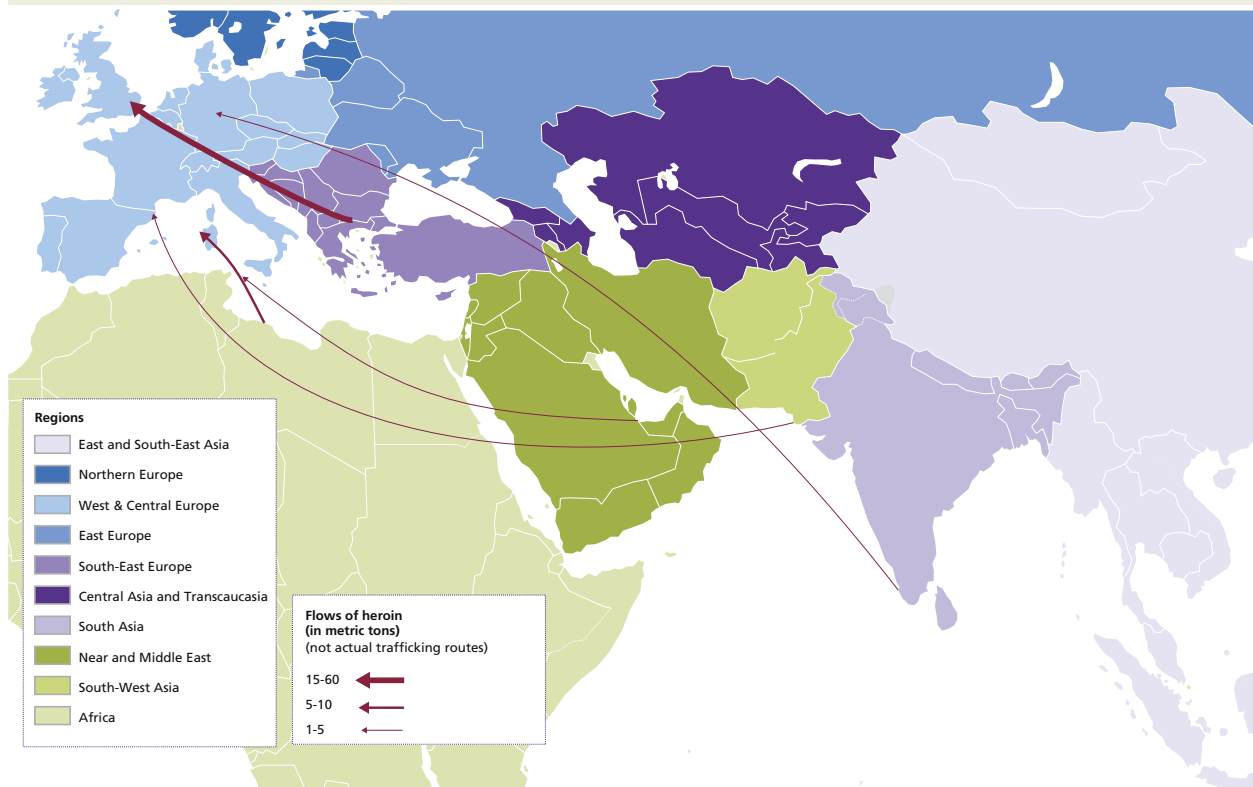 Regions
East and South-East Asia
Northern Europe
West & Central Europe
East Europe
South-East Europe
Central Asia and Transcaucasia
South Asia
Near and Middle East
South-West Asia
Africa
Flows of heroin
(in metric tons)
(not actual trafficking routes)
15-60
5-10
1-5